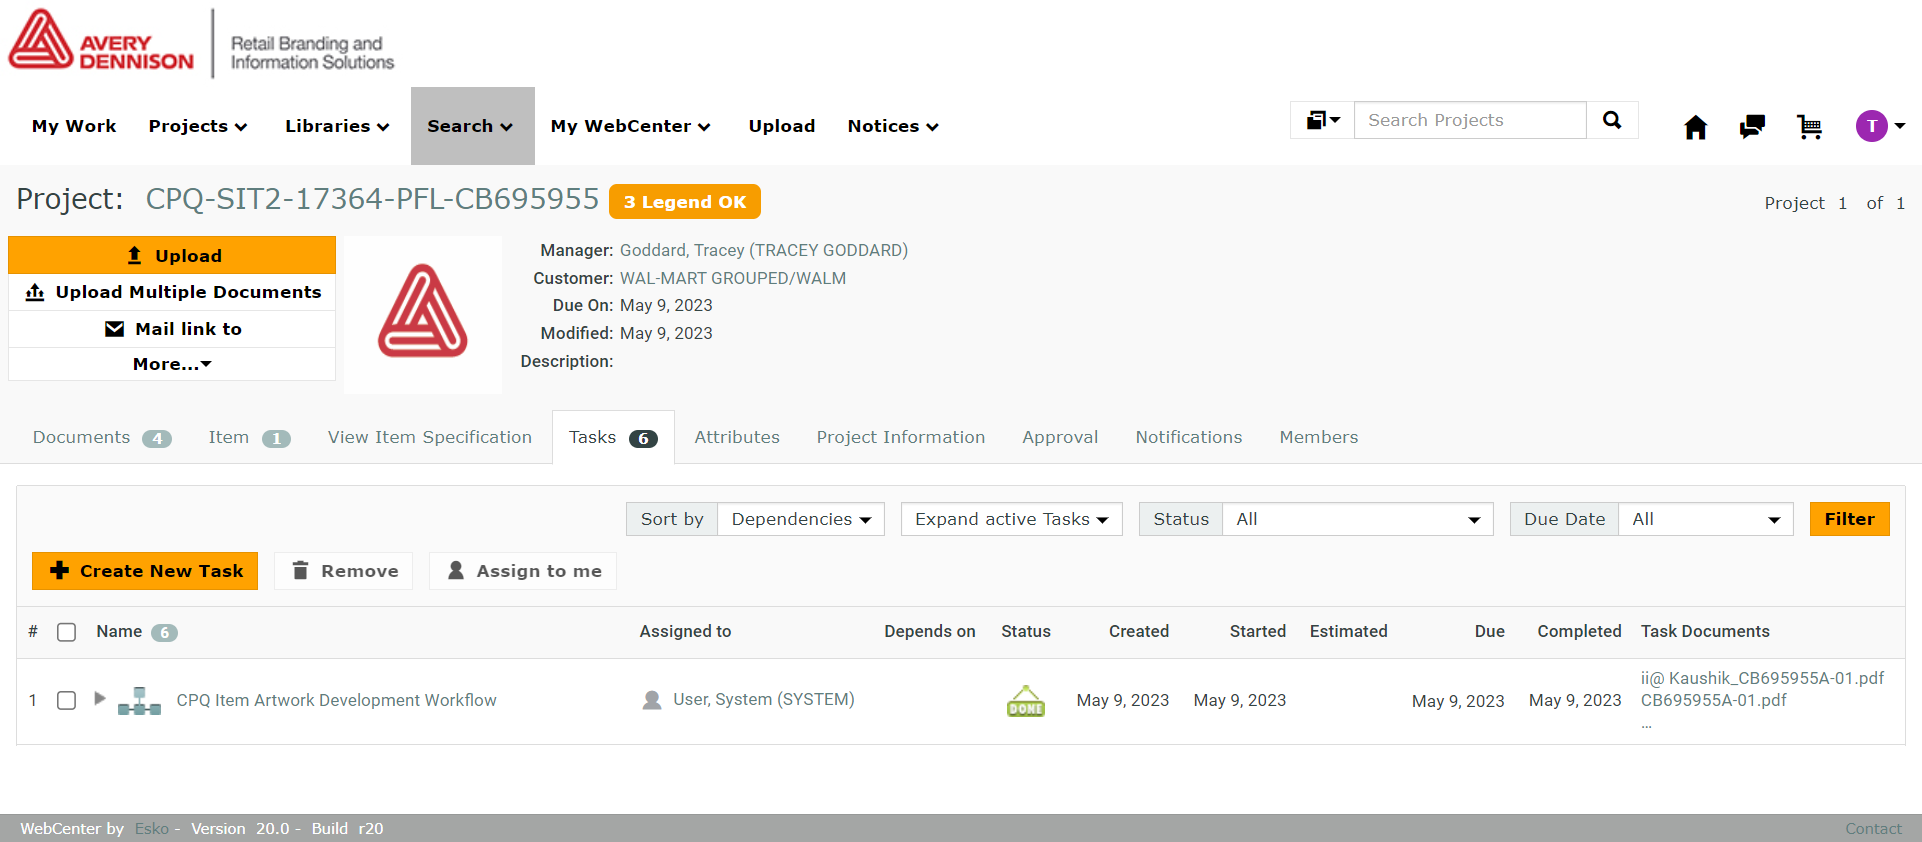 AVERY
DENNISON
Retail Branding and
Information Solutions
My Work Projects Libraries Search My WebCenter Upload Notices Search Projects T
Project: CPQ-SIT2-17364-PFL-CB695955 3 Legend OK Project 1 of 1
Upload
Upload Multiple Documents
Mail link to
More...
Manager: Goddard, Tracey (TRACEY GODDARD)
Customer: WAL-MART GROUPED/WALM
Due On: May 9, 2023
Modified: May 9, 2023
Description:
Documents 4 Item 1 View Item Specification Tasks 6 Attributes Project Information Approval Notifications Members
Sort by Dependencies Expand active Tasks Status All Due Date All Filter
Create New Task Remove Assign to me
# Name 6 Assigned to Depends on Status Created Started Estimated Due Completed Task Documents
1 CPQ Item Artwork Development Workflow User, System (SYSTEM) DONE May 9, 2023 May 9, 2023 May 9, 2023 May 9, 2023 ii@ Kaushik_CB695955A-01.pdf
CB695955A-01.pdf
...
WebCenter by Esko - Version 20.0 - Build r20 Contact